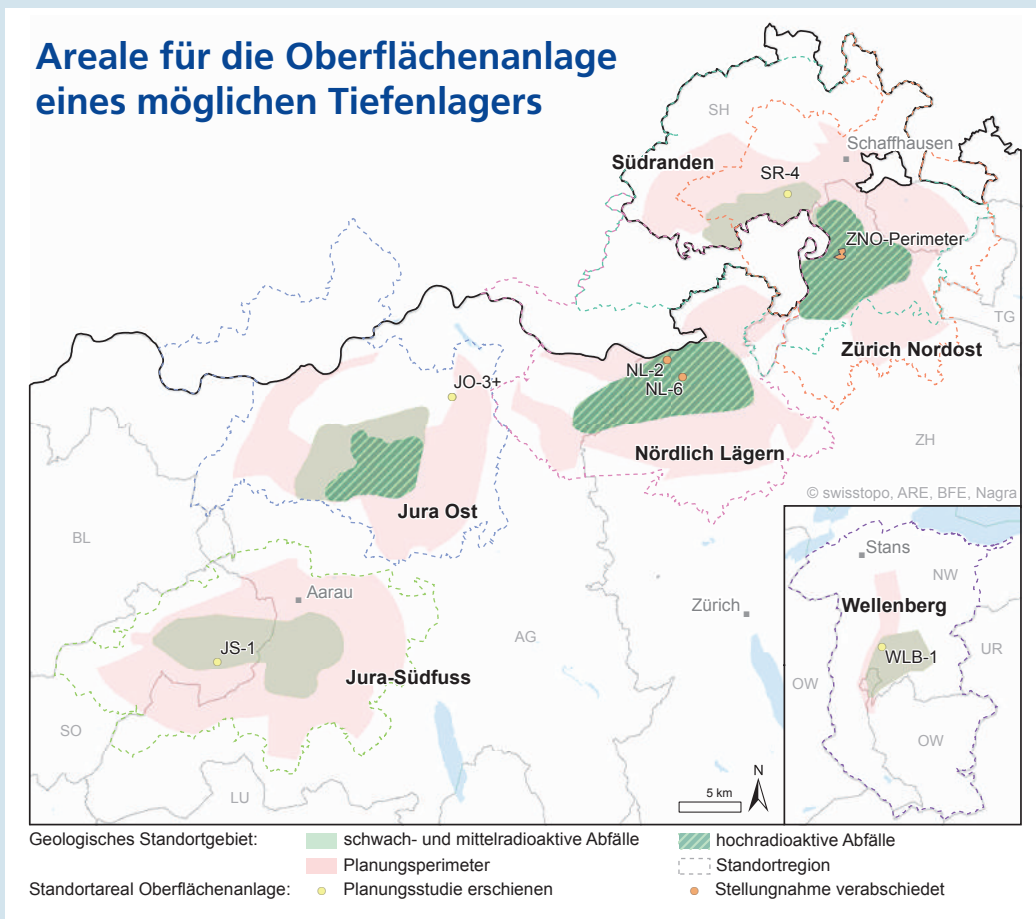 Areale für die Oberflächenanlage
eines möglichen Tiefenlagers
SH
Schaffhausen
Südranden
SR-4
ZNO-Perimeter
TG
Zürich Nordost
NL-2
NL-6
JO-3+
Nördlich Lägern
ZH
© swisstopo, ARE, BFE, Nagra
Jura Ost
BL
Stans
NW
Aarau
Zürich
Wellenberg
AG
UR
JS-1
WLB-1
Jura-Südfuss
OW
SO
OW
N
LU
5 km
Geologisches Standortgebiet:
schwach- und mittelradioaktive Abfälle
hochradioaktive Abfälle
Planungsperimeter
Standortregion
Standortareal Oberflächenanlage:
Planungsstudie erschienen
Stellungnahme verabschiedet